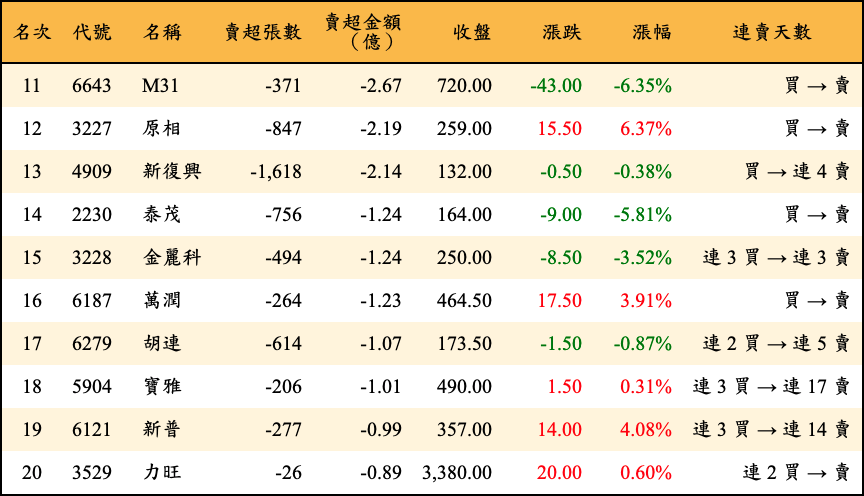 名次 代號 名稱 賣超張數 賣超金額（億） 收盤 漲跌 漲幅 連賣天數
11 6643 M31 -371 -2.67 720.00 -43.00 -6.35% 買 → 賣
12 3227 原相 -847 -2.19 259.00 15.50 6.37% 買 → 賣
13 4909 新復興 -1,618 -2.14 132.00 -0.50 -0.38% 買 → 連 4 賣
14 2230 泰茂 -756 -1.24 164.00 -9.00 -5.81% 買 → 賣
15 3228 金麗科 -494 -1.24 250.00 -8.50 -3.52% 連 3 買 → 連 3 賣
16 6187 萬潤 -264 -1.23 464.50 17.50 3.91% 買 → 賣
17 6279 胡連 -614 -1.07 173.50 -1.50 -0.87% 連 2 買 → 連 5 賣
18 5904 寶雅 -206 -1.01 490.00 1.50 0.31% 連 3 買 → 連 17 賣
19 6121 新普 -277 -0.99 357.00 14.00 4.08% 連 3 買 → 連 14 賣
20 3529 力旺 -26 -0.89 3,380.00 20.00 0.60% 連 2 買 → 賣